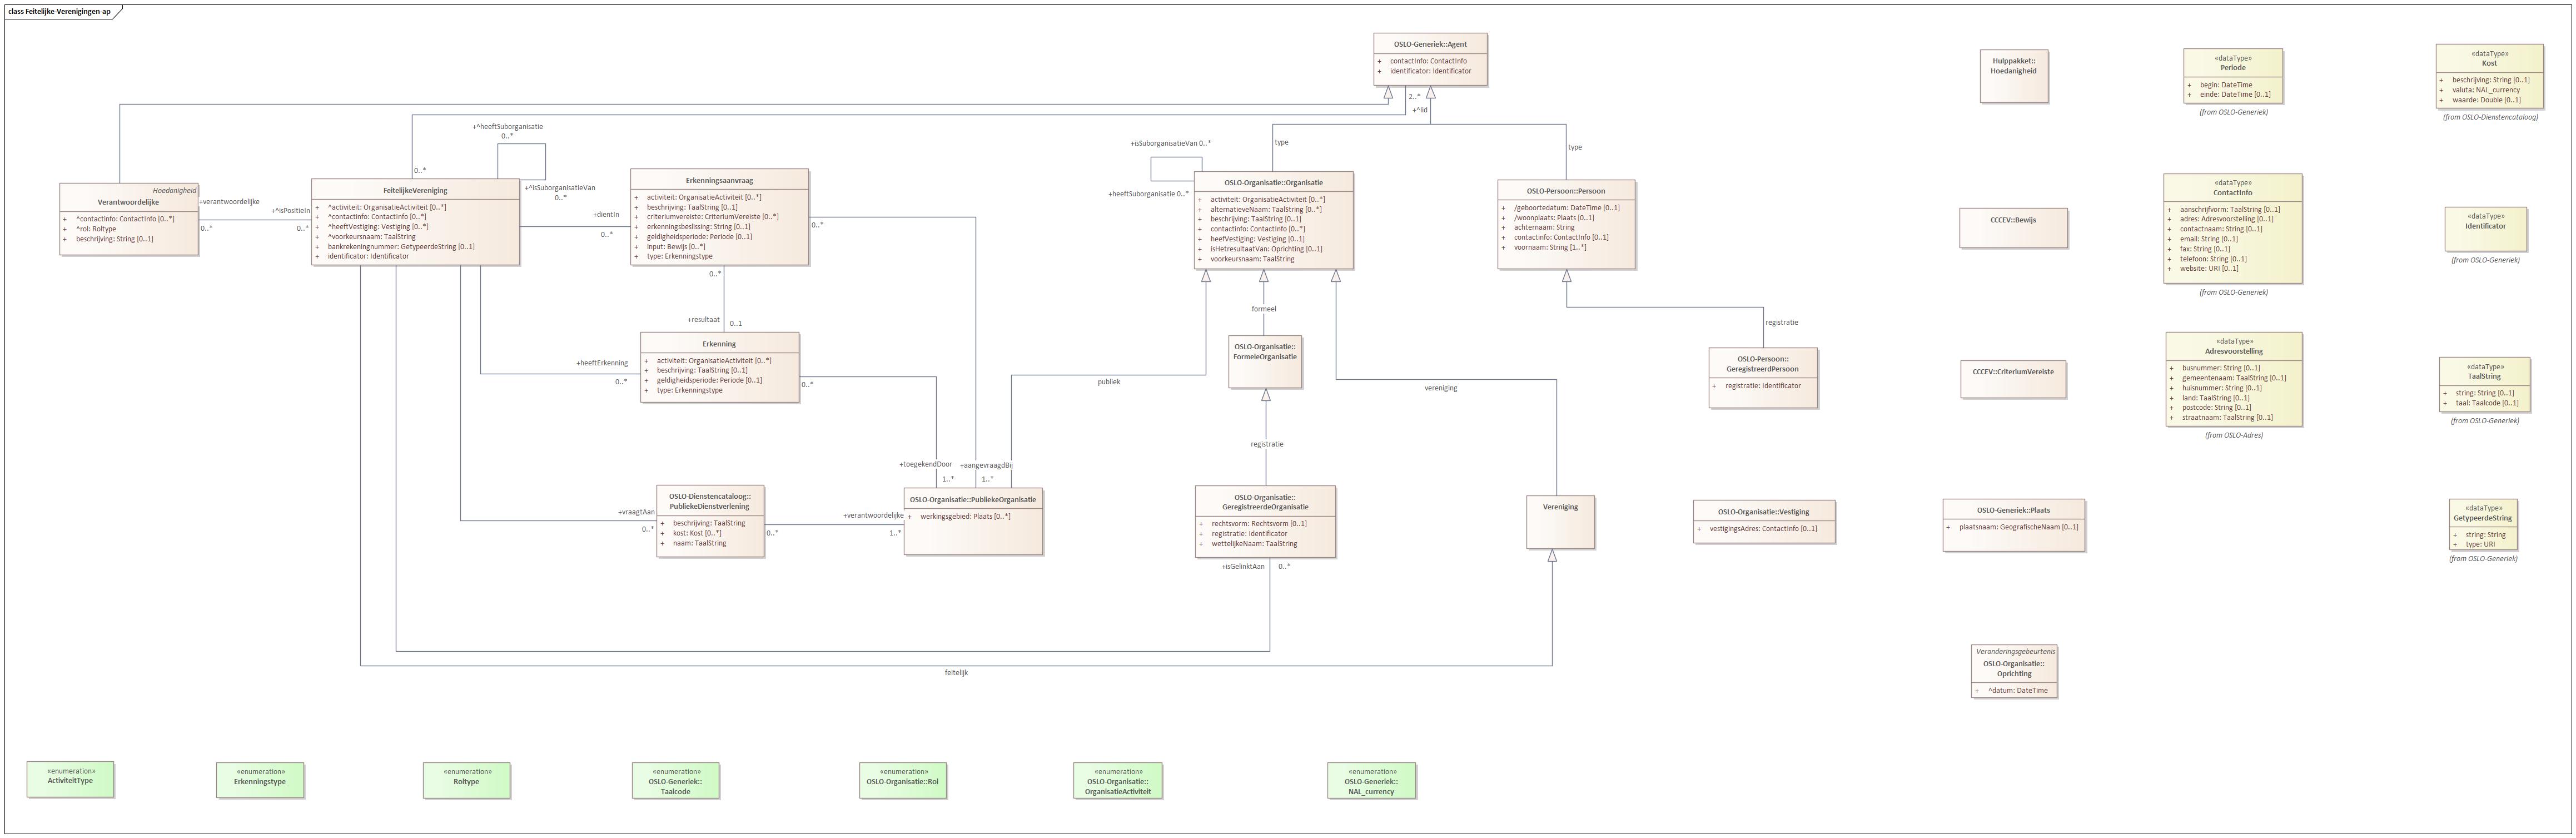 class Feitelijke-Verenigingen-ap
OSLO-Generiek::Agent
+ contactInfo: ContactInfo
+ identificator: Identificator
2..*
+^lid
type
type
Hulppakket::
Hoedanigheid
«dataType»
Periode
+ begin: DateTime
+ einde: DateTime [0..1]
(from OSLO-Generiek)
«dataType»
Kost
+ beschrijving: String [0..1]
+ valuta: NAL_currency
+ waarde: Double [0..1]
(from OSLO-Dienstencataloog)
+^heeftSuborganisatie
0..*
0..*
+^isSuborganisatieVan
0..*
Hoedanigheid
Verantwoordelijke
+ ^contactinfo: ContactInfo [0..*]
+ ^rol: Roltype
+ beschrijving: String [0..1]
+verantwoordelijke
0..*
+^isPositieIn
0..*
FeitelijkeVereniging
+ ^activiteit: OrganisatieActiviteit [0..*]
+ ^contactinfo: ContactInfo [0..*]
+ ^heeftVestiging: Vestiging [0..*]
+ ^voorkeursnaam: TaalString
+ bankrekeningnummer: GetypeerdeString [0..1]
+ identificator: Identificator
+dientIn
0..*
Erkenningsaanvraag
+ activiteit: OrganisatieActiviteit [0..*]
+ beschrijving: TaalString [0..1]
+ criteriumvereiste: CriteriumVereiste [0..*]
+ erkenningsbeslissing: String [0..1]
+ geldigheidsperiode: Periode [0..1]
+ input: Bewijs [0..*]
+ type: Erkenningstype
0..*
0..*
+resultaat
0..1
+isSuborganisatieVan 0..*
+heeftSuborganisatie 0..*
OSLO-Organisatie::Organisatie
+ activiteit: OrganisatieActiviteit [0..*]
+ alternatieveNaam: TaalString [0..*]
+ beschrijving: TaalString [0..1]
+ contactinfo: ContactInfo [0..*]
+ heefVestiging: Vestiging [0..1]
+ isHetresultaatVan: Oprichting [0..1]
+ voorkeursnaam: TaalString
OSLO-Persoon::Persoon
+ /geboortedatum: DateTime [0..1]
+ /woonplaats: Plaats [0..1]
+ achternaam: String
+ contactinfo: ContactInfo [0..1]
+ voornaam: String [1..*]
CCCEV::Bewijs
«dataType»
ContactInfo
+ aanschrijfvorm: TaalString [0..1]
+ adres: Adresvoorstelling [0..1]
+ contactnaam: String [0..1]
+ email: String [0..1]
+ fax: String [0..1]
+ telefoon: String [0..1]
+ website: URI [0..1]
(from OSLO-Generiek)
«dataType»
Identificator
(from OSLO-Generiek)
Erkenning
+ activiteit: OrganisatieActiviteit [0..*]
+ beschrijving: TaalString [0..1]
+ geldigheidsperiode: Periode [0..1]
+ type: Erkenningstype
+heeftErkenning
0..*
0..*
formeel
OSLO-Organisatie::
FormeleOrganisatie
publiek
vereniging
registratie
OSLO-Persoon::
GeregistreerdPersoon
+ registratie: Identificator
CCCEV::CriteriumVereiste
«dataType»
Adresvoorstelling
+ busnummer: String [0..1]
+ gemeentenaam: TaalString [0..1]
+ huisnummer: String [0..1]
+ land: TaalString [0..1]
+ postcode: String [0..1]
+ straatnaam: TaalString [0..1]
(from OSLO-Adres)
«dataType»
TaalString
+ string: String [0..1]
+ taal: Taalcode [0..1]
(from OSLO-Generiek)
registratie
+toegekendDoor
1..*
+aangevraagdBij
1..*
OSLO-Dienstencataloog::
PubliekeDienstverlening
+ beschrijving: TaalString
+ kost: Kost [0..*]
+ naam: TaalString
+vraagtAan
0..*
0..*
+verantwoordelijke
1..*
OSLO-Organisatie::PubliekeOrganisatie
+ werkingsgebied: Plaats [0..*]
OSLO-Organisatie::
GeregistreerdeOrganisatie
+ rechtsvorm: Rechtsvorm [0..1]
+ registratie: Identificator
+ wettelijkeNaam: TaalString
+isGelinktAan 0..*
Vereniging
OSLO-Organisatie::Vestiging
+ vestigingsAdres: ContactInfo [0..1]
OSLO-Generiek::Plaats
+ plaatsnaam: GeografischeNaam [0..1]
«dataType»
GetypeerdeString
+ string: String
+ type: URI
(from OSLO-Generiek)
feitelijk
Veranderingsgebeurtenis
OSLO-Organisatie::
Oprichting
+ ^datum: DateTime
«enumeration»
ActiviteitType
«enumeration»
Erkenningstype
«enumeration»
Roltype
«enumeration»
OSLO-Generiek::
Taalcode
«enumeration»
OSLO-Organisatie::Rol
«enumeration»
OSLO-Organisatie::
OrganisatieActiviteit
«enumeration»
OSLO-Generiek::
NAL_currency